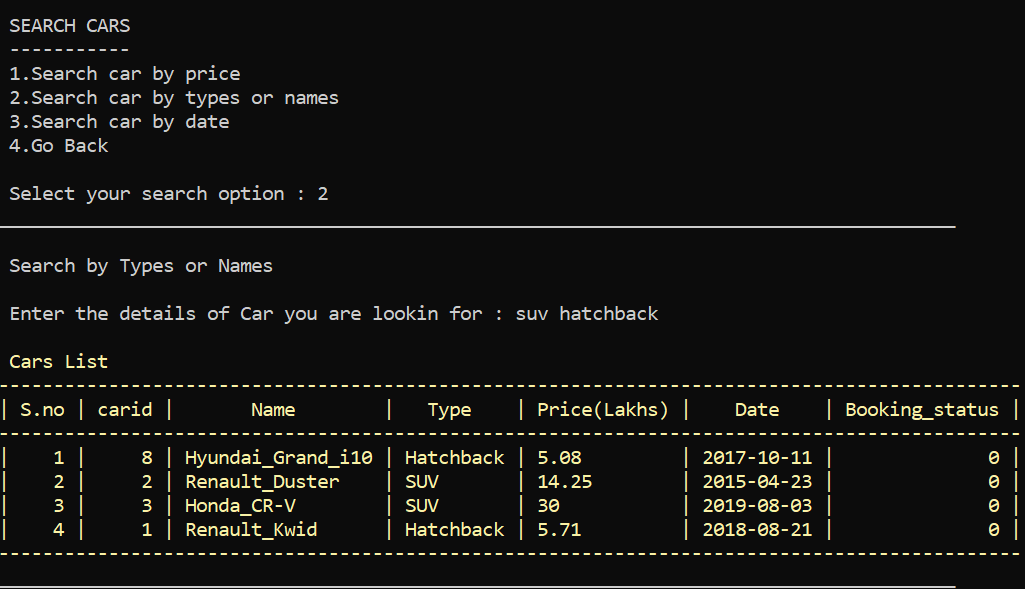 SEARCH CARS
-----------
1.Search car by price
2.Search car by types or names
3.Search car by date
4.Go Back
Select your search option : 2
Search by Types or Names
Enter the details of Car you are lookin for : suv hatchback
Cars List
| S.no | carid | Name | Type | Price(Lakhs) | Date | Booking_status |
| 1 | 8 | Hyundai_Grand_i10 | Hatchback | 5.08 | 2017-10-11 | 0 |
| 2 | 2 | Renault_Duster | SUV | 14.25 | 2015-04-23 | 0 |
| 3 | 3 | Honda_CR-V | SUV | 30 | 2019-08-03 | 0 |
| 4 | 1 | Renault_Kwid | Hatchback | 5.71 | 2018-08-21 | 0 |